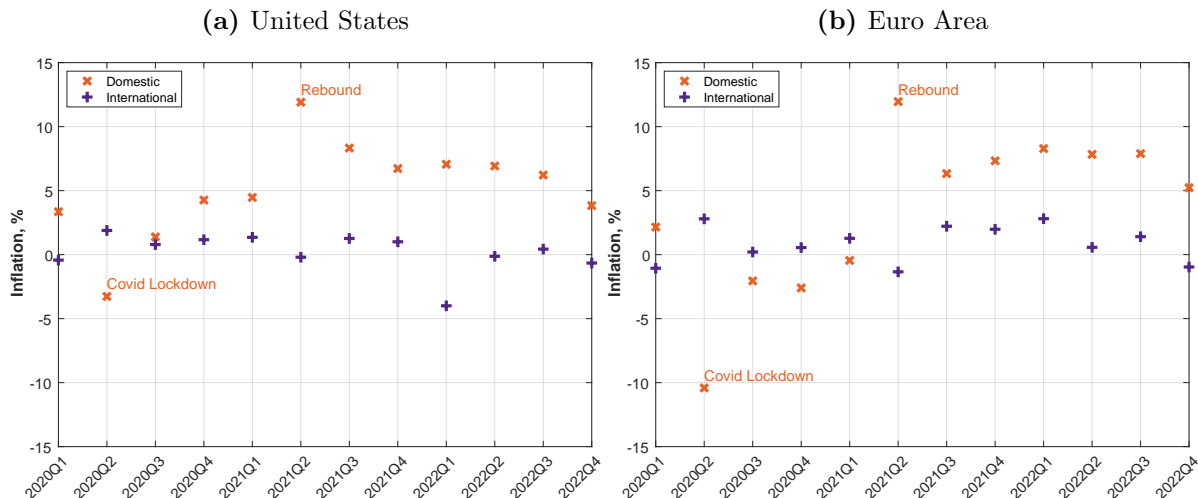 (a) United States
15
10
5
0
-5
-10
-15
Inflation, %
Domestic
International
Rebound
Covid Lockdown
2020Q1
2020Q2
2020Q3
2020Q4
2021Q1
2021Q2
2021Q3
2021Q4
2022Q1
2022Q2
2022Q3
2022Q4
(b) Euro Area
15
10
5
0
-5
-10
-15
Inflation, %
Domestic
International
Rebound
Covid Lockdown
2020Q1
2020Q2
2020Q3
2020Q4
2021Q1
2021Q2
2021Q3
2021Q4
2022Q1
2022Q2
2022Q3
2022Q4